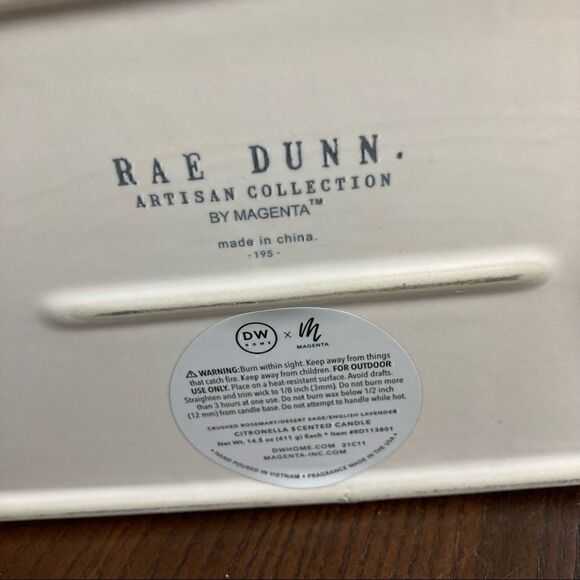 RAE DUNN.
ARTISAN COLLECTION
BY MAGENTA™
made in china.
- 195 -
DW HOME x M MAGENTA
⚠ WARNING: Burn within sight. Keep away from things
that catch fire. Keep away from children. FOR OUTDOOR
USE ONLY. Place on a heat-resistant surface. Avoid drafts.
Straighten and trim wick to 1/8 inch (3mm). Do not burn more
than 3 hours at one use. Do not burn wax below 1/2 inch
(12 mm) from candle base. Do not attempt to handle while hot.
CRUSHED ROSEMARY/DESERT SAGE/ENGLISH LAVENDER
CITRONELLA SCENTED CANDLE
Net Wt. 14.5 oz (411 g) Each • Item #RD113801
DWHOME.COM 21C11
MAGENTA-INC.COM
• HAND POURED IN VIETNAM • FRAGRANCE MADE IN THE USA •